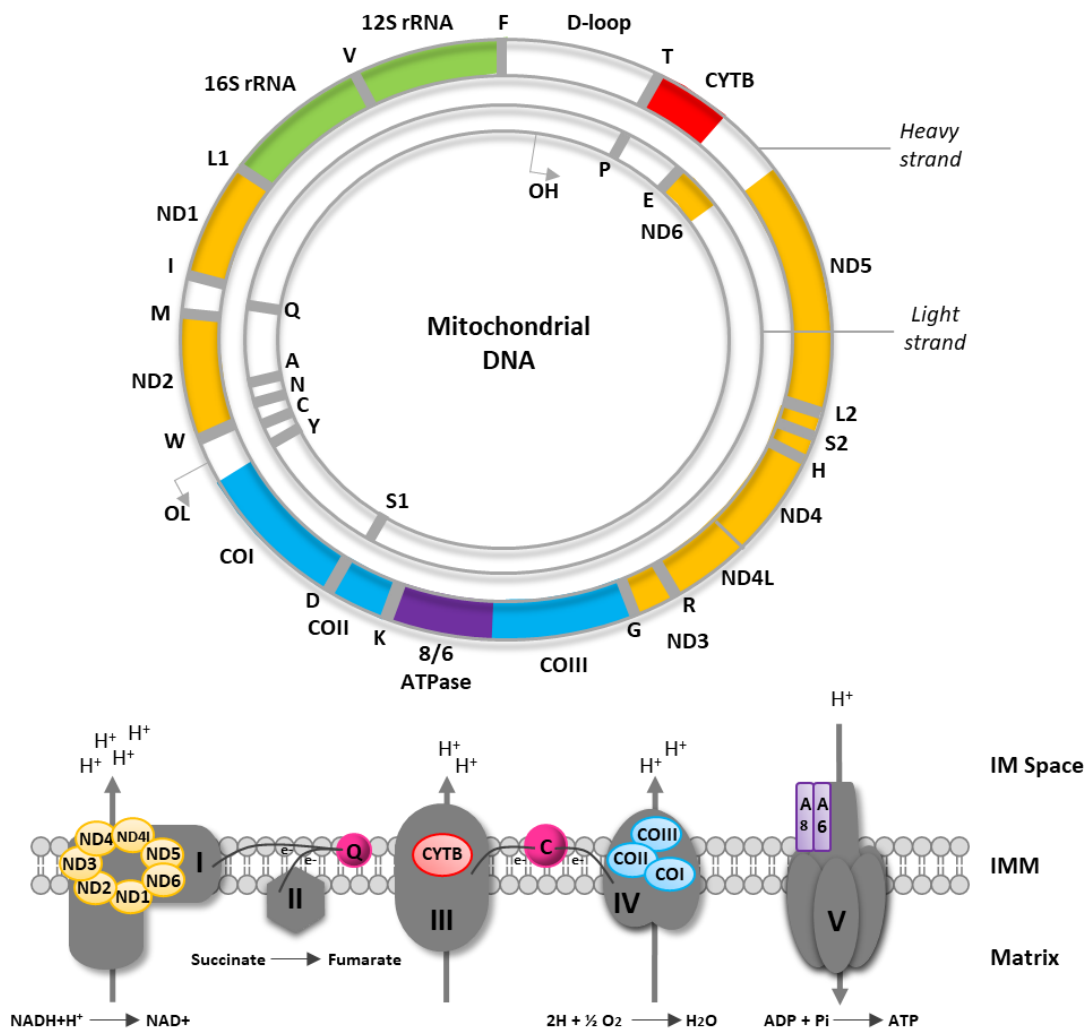 12S rRNA
F
D-loop
V
T
16S rRNA
CYTB
Heavy
strand
L1
P
OH
E
ND1
ND6
ND5
I
M
Q
Mitochondrial
DNA
Light
strand
A
ND2
N
C
Y
L2
W
S2
H
S1
OL
ND4
COI
ND4L
D
R
COII
K
G
ND3
8/6
ATPase
COIII
H+
H+
H+
H+
H+
H+
H+
H+
H+
IM Space
A
8
A
6
ND4
ND4l
COIII
ND3
ND5
I
e-
e-
Q
CYTB
e-
C
e-
COII
IMM
ND2
ND6
COI
ND1
II
III
IV
V
Succinate
Fumarate
Matrix
NADH+H+
NAD+
2H + ½ O2
H2O
ADP + Pi
ATP